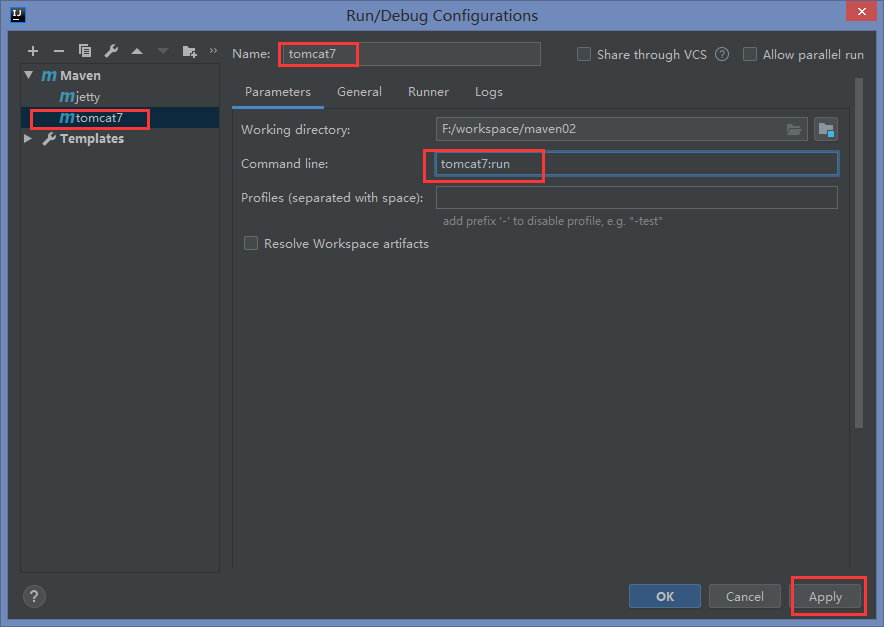 IJ
Run/Debug Configurations
Name: tomcat7
Share through VCS ?
Allow parallel run
Maven
jetty
tomcat7
Templates
Parameters General Runner Logs
Working directory: F:/workspace/maven02
Command line: tomcat7:run
Profiles (separated with space):
add prefix '-' to disable profile, e.g. "-test"
Resolve Workspace artifacts
? OK Cancel Apply